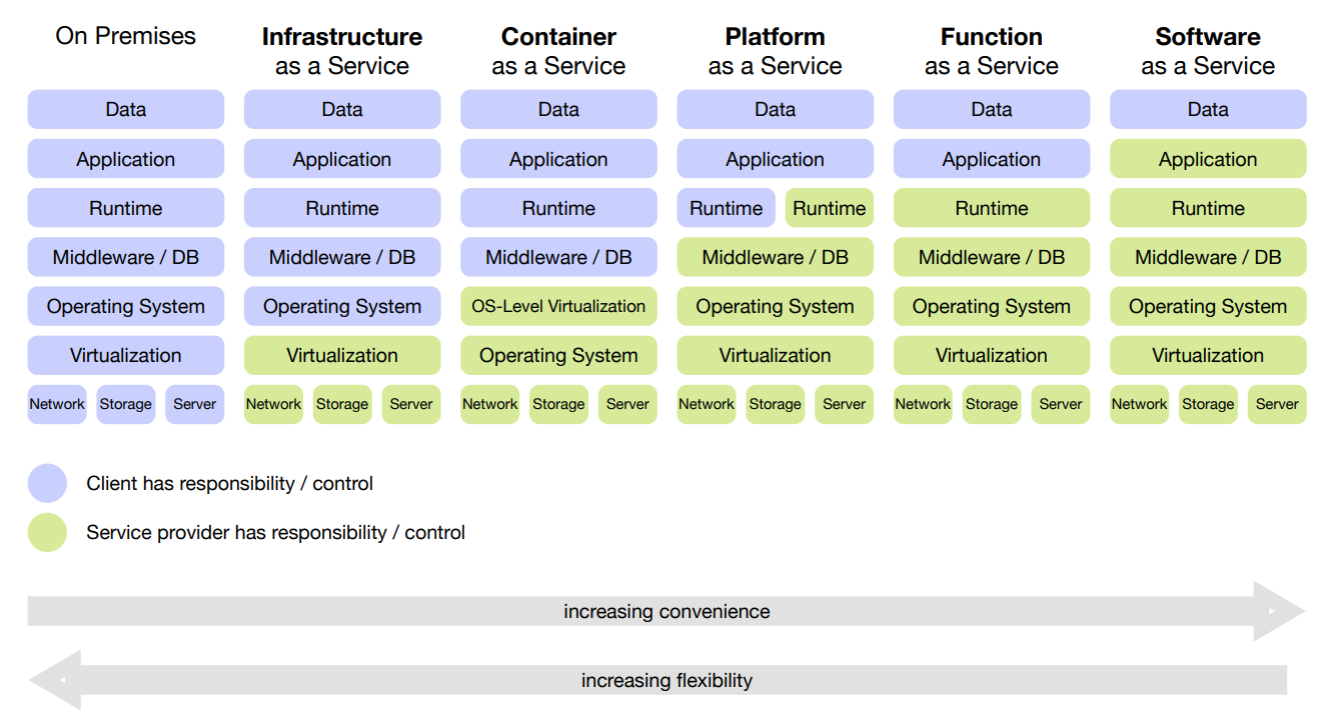 On Premises
Infrastructure
as a Service
Container
as a Service
Platform
as a Service
Function
as a Service
Software
as a Service
Data
Data
Data
Data
Data
Data
Application
Application
Application
Application
Application
Application
Runtime
Runtime
Runtime
Runtime
Runtime
Runtime
Runtime
Middleware / DB
Middleware / DB
Middleware / DB
Middleware / DB
Middleware / DB
Middleware / DB
Operating System
Operating System
OS-Level Virtualization
Operating System
Operating System
Operating System
Virtualization
Virtualization
Operating System
Virtualization
Virtualization
Virtualization
Network
Storage
Server
Network
Storage
Server
Network
Storage
Server
Network
Storage
Server
Network
Storage
Server
Network
Storage
Server
Client has responsibility / control
Service provider has responsibility / control
increasing convenience
increasing flexibility